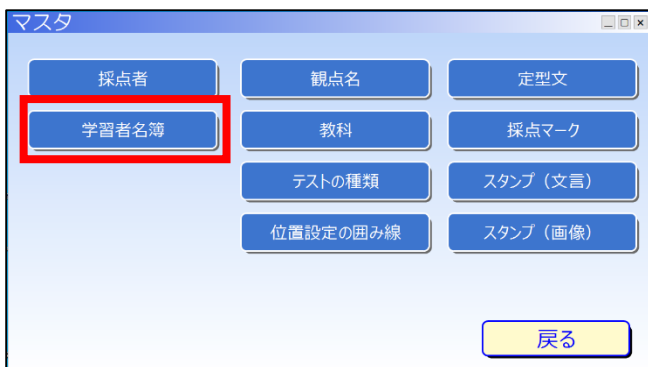 マスタ
採点者 観点名 定型文
学習者名簿 教科 採点マーク
テストの種類 スタンプ（文言）
位置設定の囲み線 スタンプ（画像）
戻る